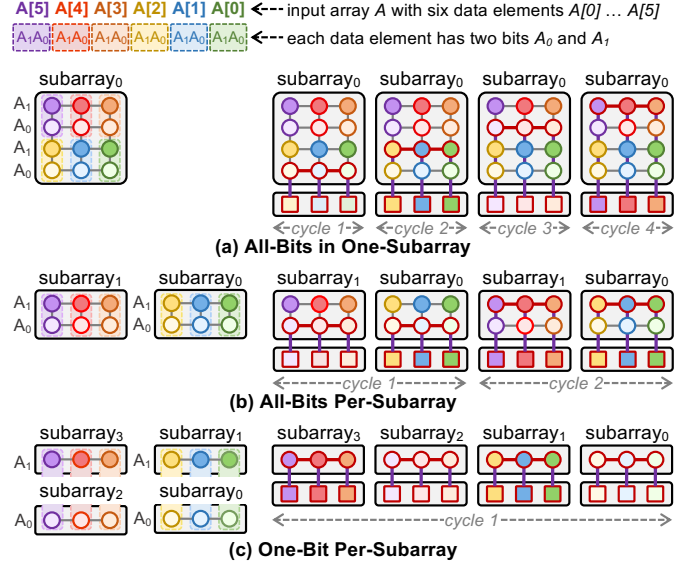 A[5] A[4] A[3] A[2] A[1] A[0] input array A with six data elements A[0] … A[5]
A₁A₀ A₁A₀ A₁A₀ A₁A₀ A₁A₀ A₁A₀ each data element has two bits A₀ and A₁
subarray₀ subarray₀ subarray₀ subarray₀ subarray₀
A₁
A₀
A₁
A₀
cycle 1 cycle 2 cycle 3 cycle 4
(a) All-Bits in One-Subarray
subarray₁ subarray₀ subarray₁ subarray₀ subarray₁ subarray₀
A₁ A₁
A₀ A₀
cycle 1 cycle 2
(b) All-Bits Per-Subarray
subarray₃ subarray₁ subarray₃ subarray₂ subarray₁ subarray₀
A₁ A₁
subarray₂ subarray₀
A₀ A₀
cycle 1
(c) One-Bit Per-Subarray